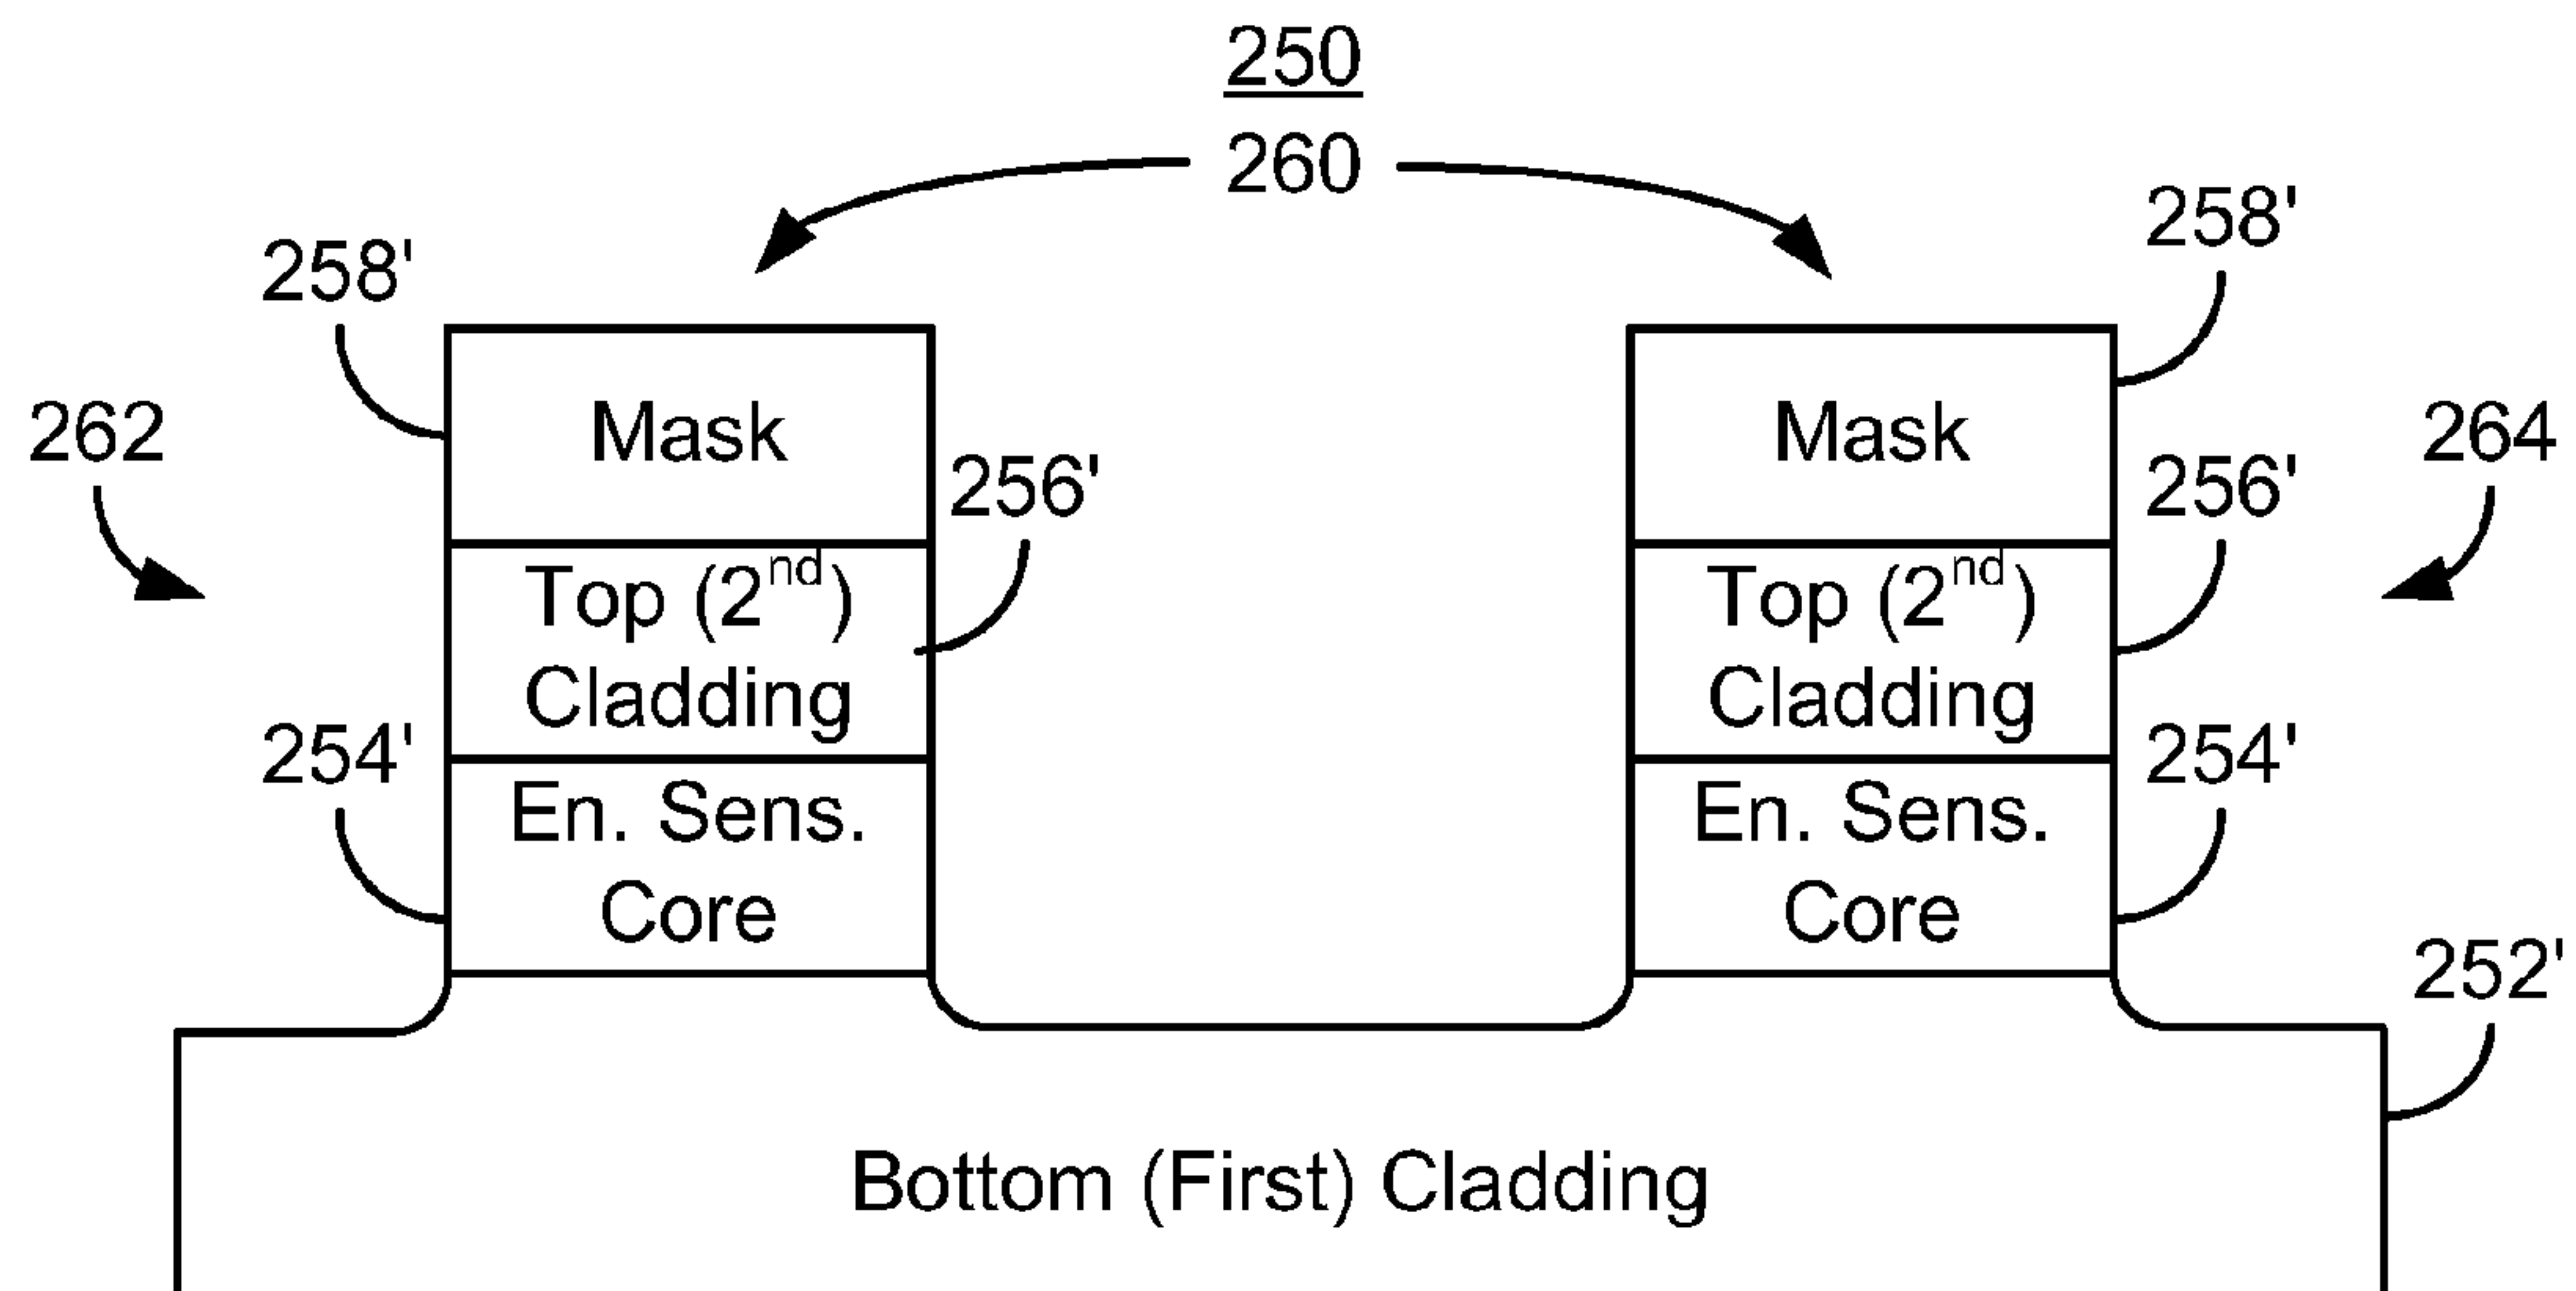 250
260
258'
258'
Mask
Mask
262
264
256'
256'
Top (2nd)
Cladding
Top (2nd)
Cladding
254'
254'
En. Sens.
Core
En. Sens.
Core
252'
Bottom (First) Cladding